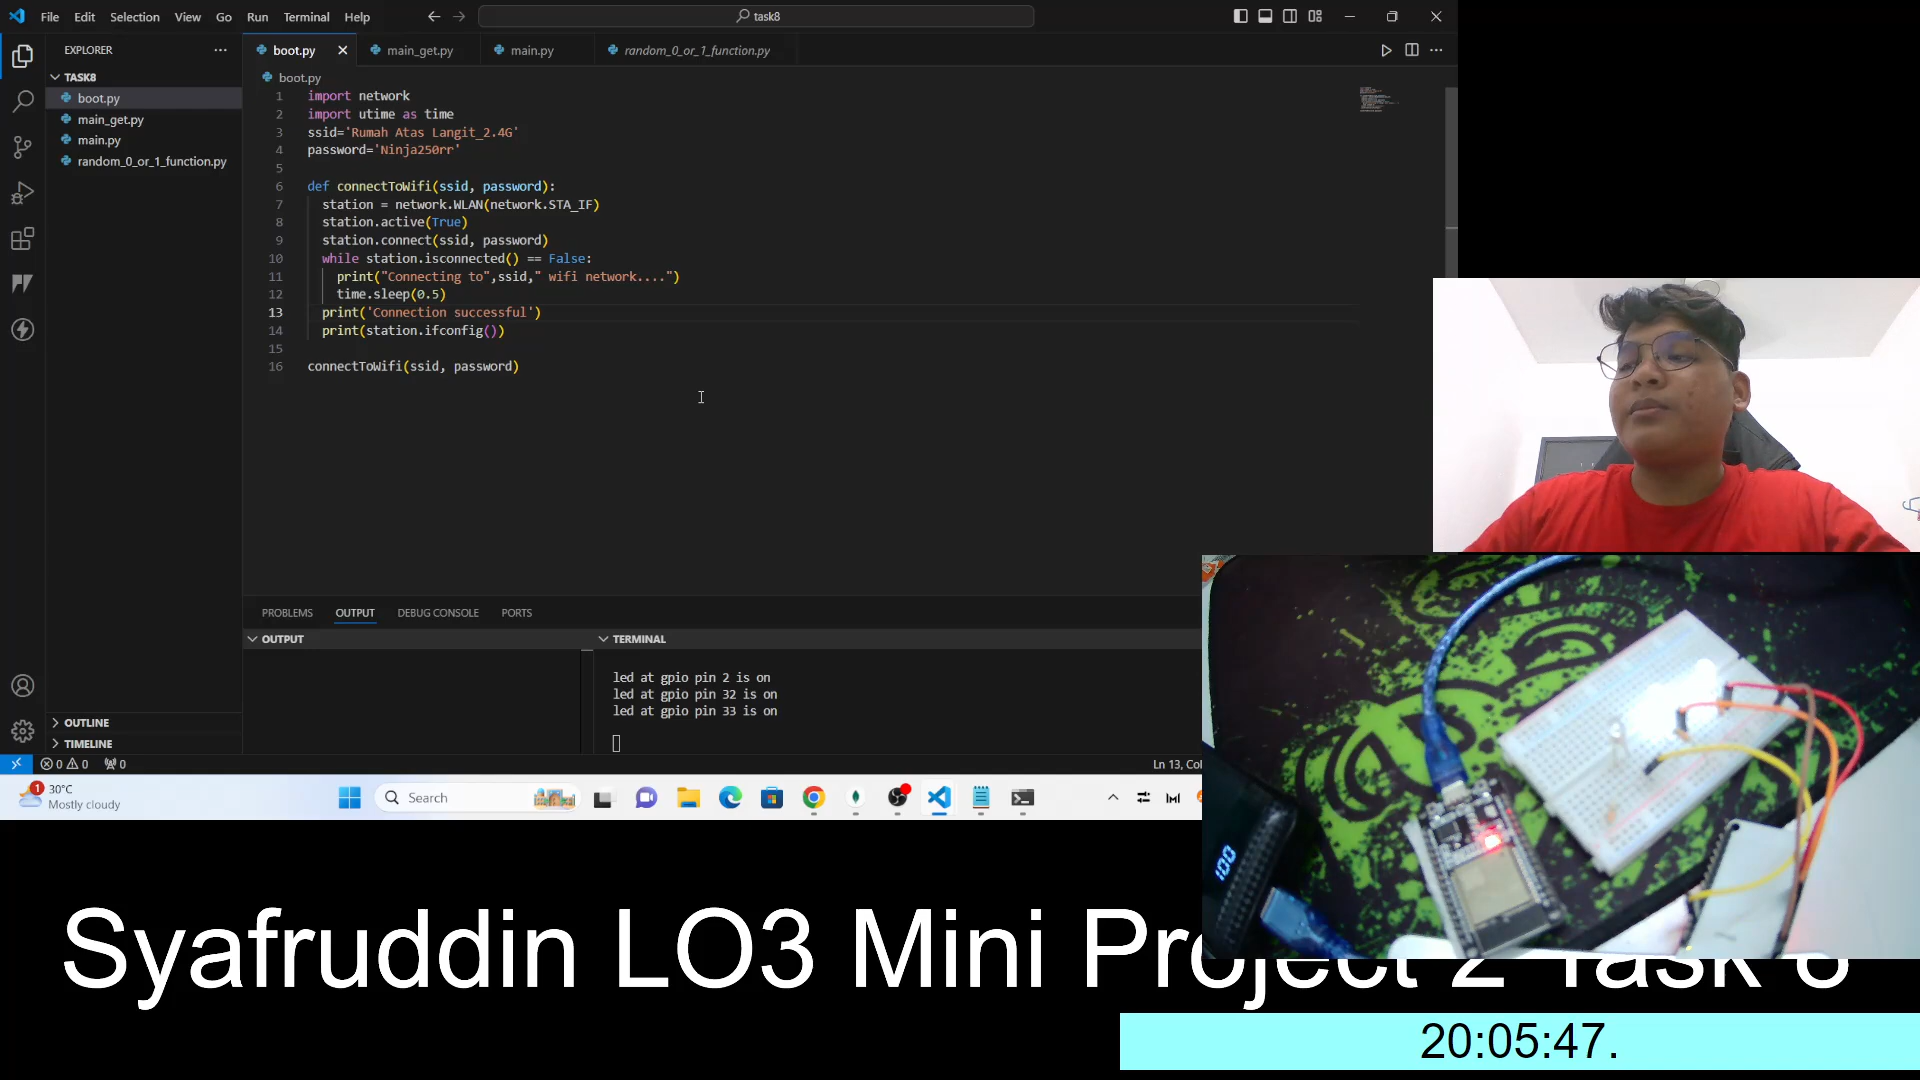 File Edit Selection View Go Run Terminal Help
task8
EXPLORER
TASK8
boot.py
main_get.py
main.py
random_0_or_1_function.py
OUTLINE
TIMELINE
boot.py main_get.py main.py random_0_or_1_function.py
boot.py
1 import network
2 import utime as time
3 ssid='Rumah Atas Langit_2.4G'
4 password='Ninja250rr'
5
6 def connectToWifi(ssid, password):
7 station = network.WLAN(network.STA_IF)
8 station.active(True)
9 station.connect(ssid, password)
10 while station.isconnected() == False:
11 print("Connecting to",ssid," wifi network....")
12 time.sleep(0.5)
13 print('Connection successful')
14 print(station.ifconfig())
15
16 connectToWifi(ssid, password)
PROBLEMS OUTPUT DEBUG CONSOLE PORTS
OUTPUT
TERMINAL
led at gpio pin 2 is on
led at gpio pin 32 is on
led at gpio pin 33 is on
0 0 0
Ln 13, Col
1
30°C
Mostly cloudy
Search
100
Syafruddin LO3 Mini Project 2 Task 8
20:05:47.